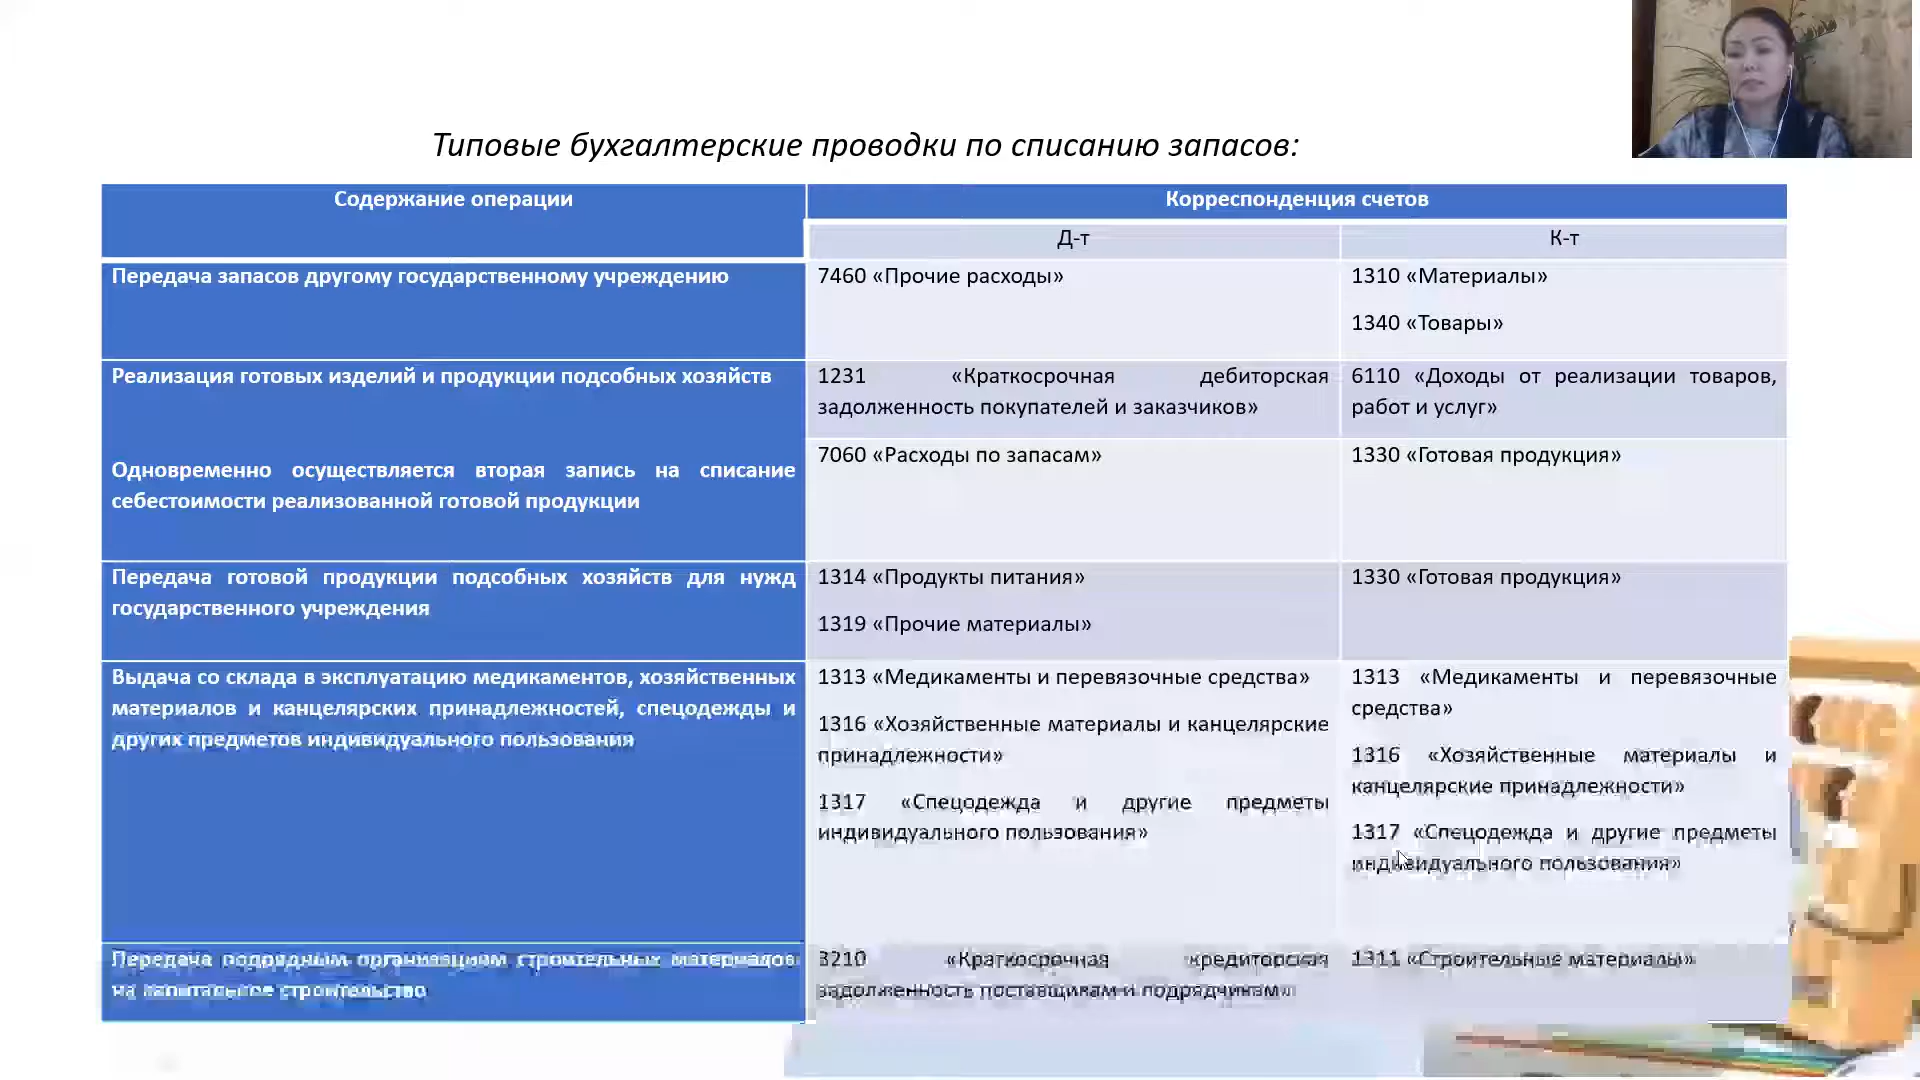 Типовые бухгалтерские проводки по списанию запасов:
Содержание операции
Корреспонденция счетов
Д-т
К-т
Передача запасов другому государственному учреждению
7460 «Прочие расходы»
1310 «Материалы»
1340 «Товары»
Реализация готовых изделий и продукции подсобных хозяйств
1231 «Краткосрочная дебиторская
задолженность покупателей и заказчиков»
6110 «Доходы от реализации товаров,
работ и услуг»
Одновременно осуществляется вторая запись на списание
себестоимости реализованной готовой продукции
7060 «Расходы по запасам»
1330 «Готовая продукция»
Передача готовой продукции подсобных хозяйств для нужд
государственного учреждения
1314 «Продукты питания»
1319 «Прочие материалы»
1330 «Готовая продукция»
Выдача со склада в эксплуатацию медикаментов, хозяйственных
материалов и канцелярских принадлежностей, спецодежды и
других предметов индивидуального пользования
1313 «Медикаменты и перевязочные средства»
1316 «Хозяйственные материалы и канцелярские
принадлежности»
1317 «Спецодежда и другие предметы
индивидуального пользования»
1313 «Медикаменты и перевязочные
средства»
1316 «Хозяйственные материалы и
канцелярские принадлежности»
1317 «Спецодежда и другие предметы
индивидуального пользования»
Передача подрядным организациям строительных материалов
на капитальное строительство
3210 «Краткосрочная кредиторская
задолженность поставщикам и подрядчикам»
1311 «Строительные материалы»